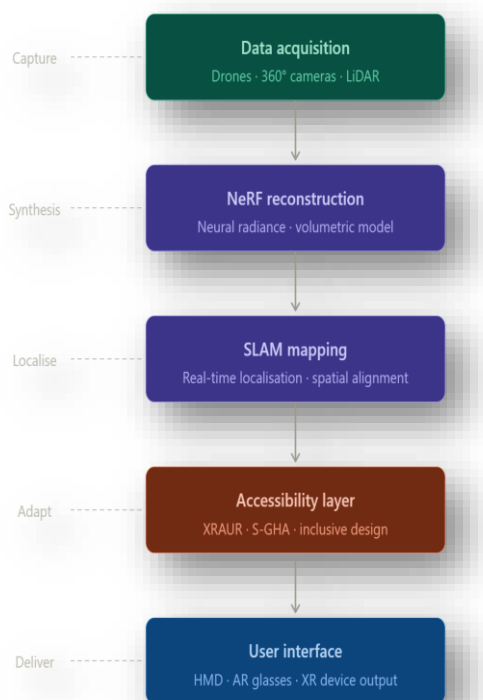 Capture
Data acquisition
Drones · 360° cameras · LiDAR
Synthesis
NeRF reconstruction
Neural radiance · volumetric model
Localise
SLAM mapping
Real-time localisation · spatial alignment
Adapt
Accessibility layer
XRAUR · S-GHA · inclusive design
Deliver
User interface
HMD · AR glasses · XR device output